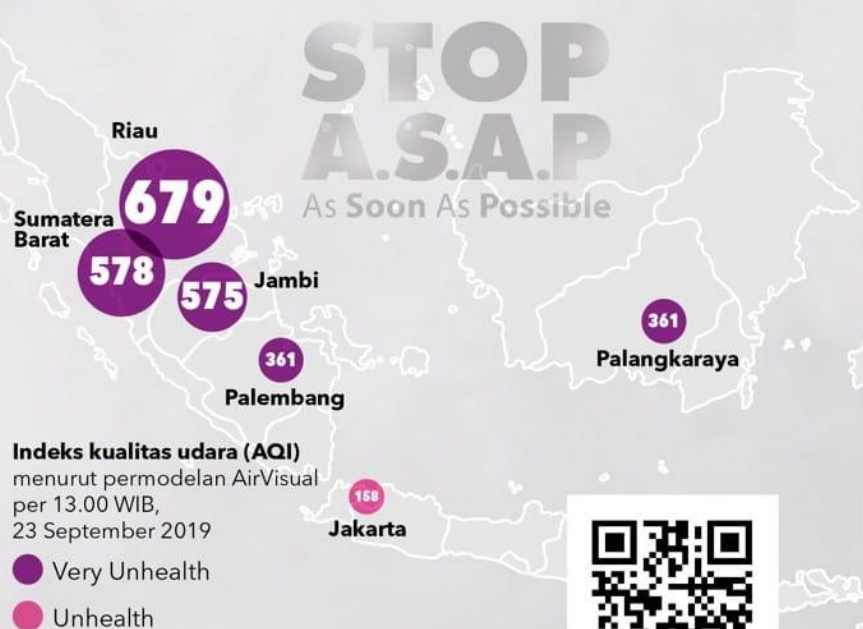 STOP
A.S.A.P
As Soon As Possible
Riau
679
Sumatera
Barat
578
Jambi
575
361
Palembang
361
Palangkaraya
Indeks kualitas udara (AQI)
menurut permodelan AirVisual
per 13.00 WIB,
23 September 2019
158
Jakarta
Very Unhealth
Unhealth